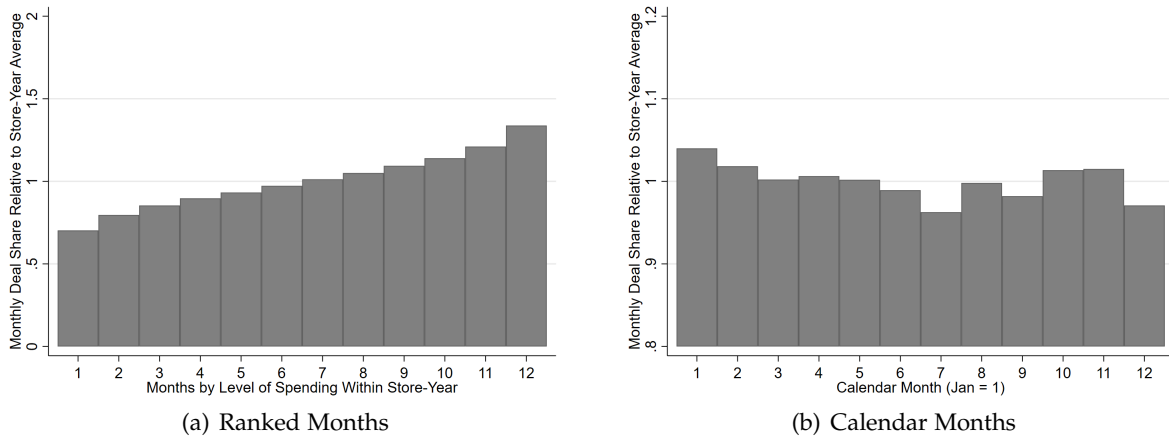 Monthly Deal Share Relative to Store-Year Average
2
1.5
1
.5
0
1 2 3 4 5 6 7 8 9 10 11 12
Months by Level of Spending Within Store-Year
(a) Ranked Months
Monthly Deal Share Relative to Store-Year Average
1.2
1.1
1
.9
.8
1 2 3 4 5 6 7 8 9 10 11 12
Calendar Month (Jan = 1)
(b) Calendar Months